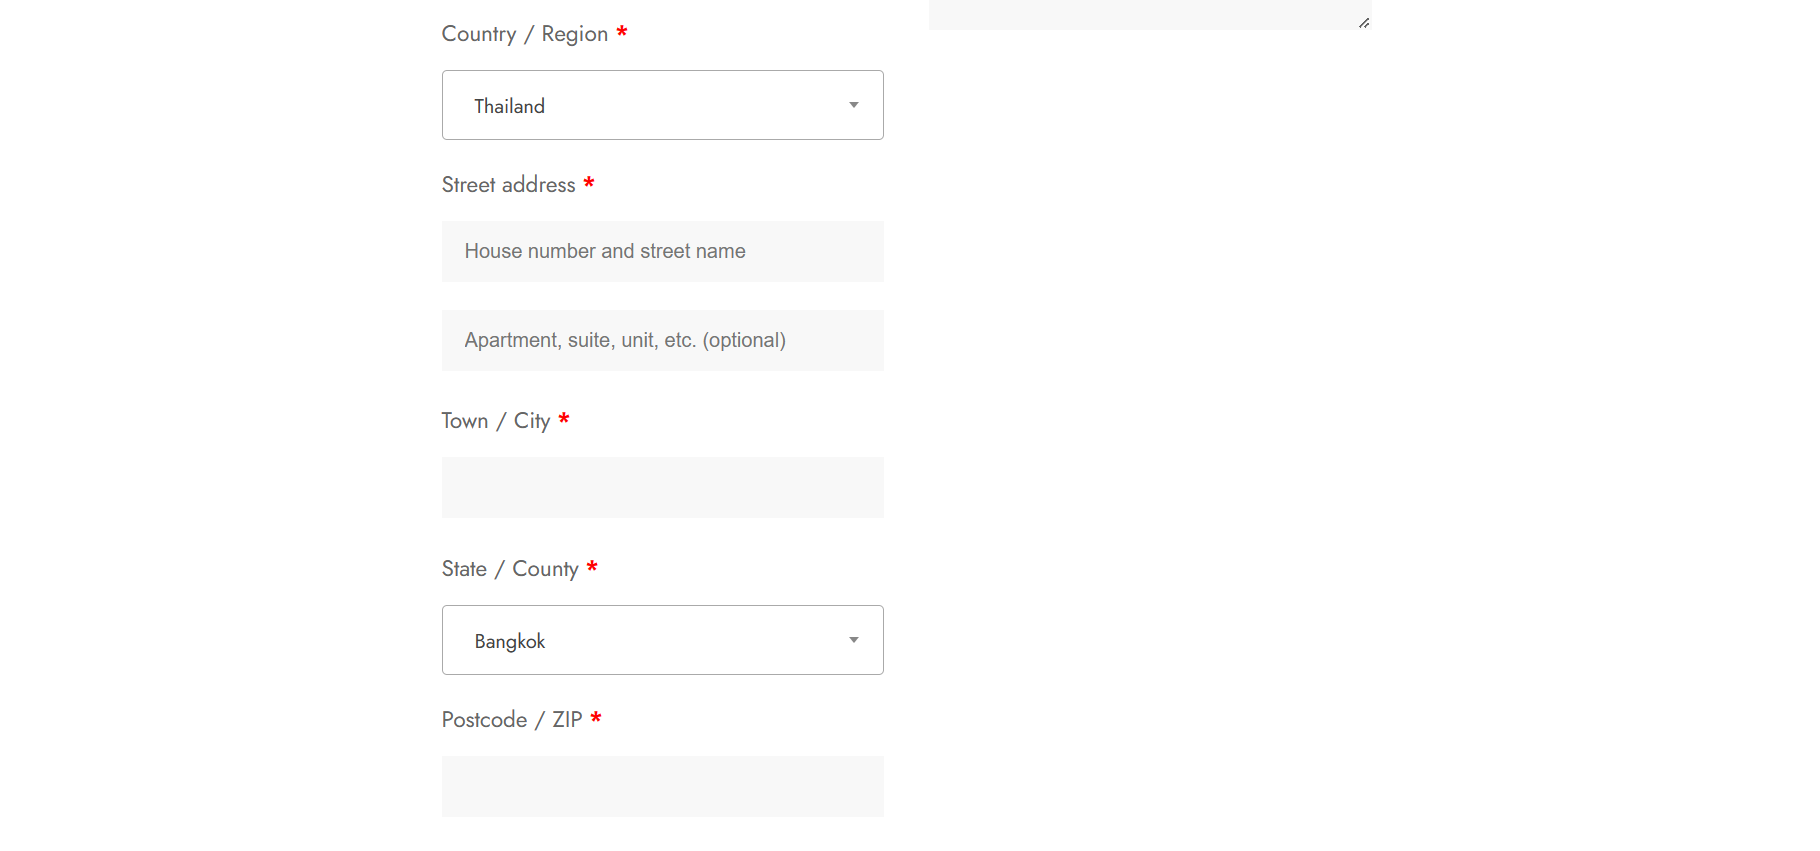 Country / Region *
Thailand
Street address *
House number and street name
Apartment, suite, unit, etc. (optional)
Town / City *
State / County *
Bangkok
Postcode / ZIP *